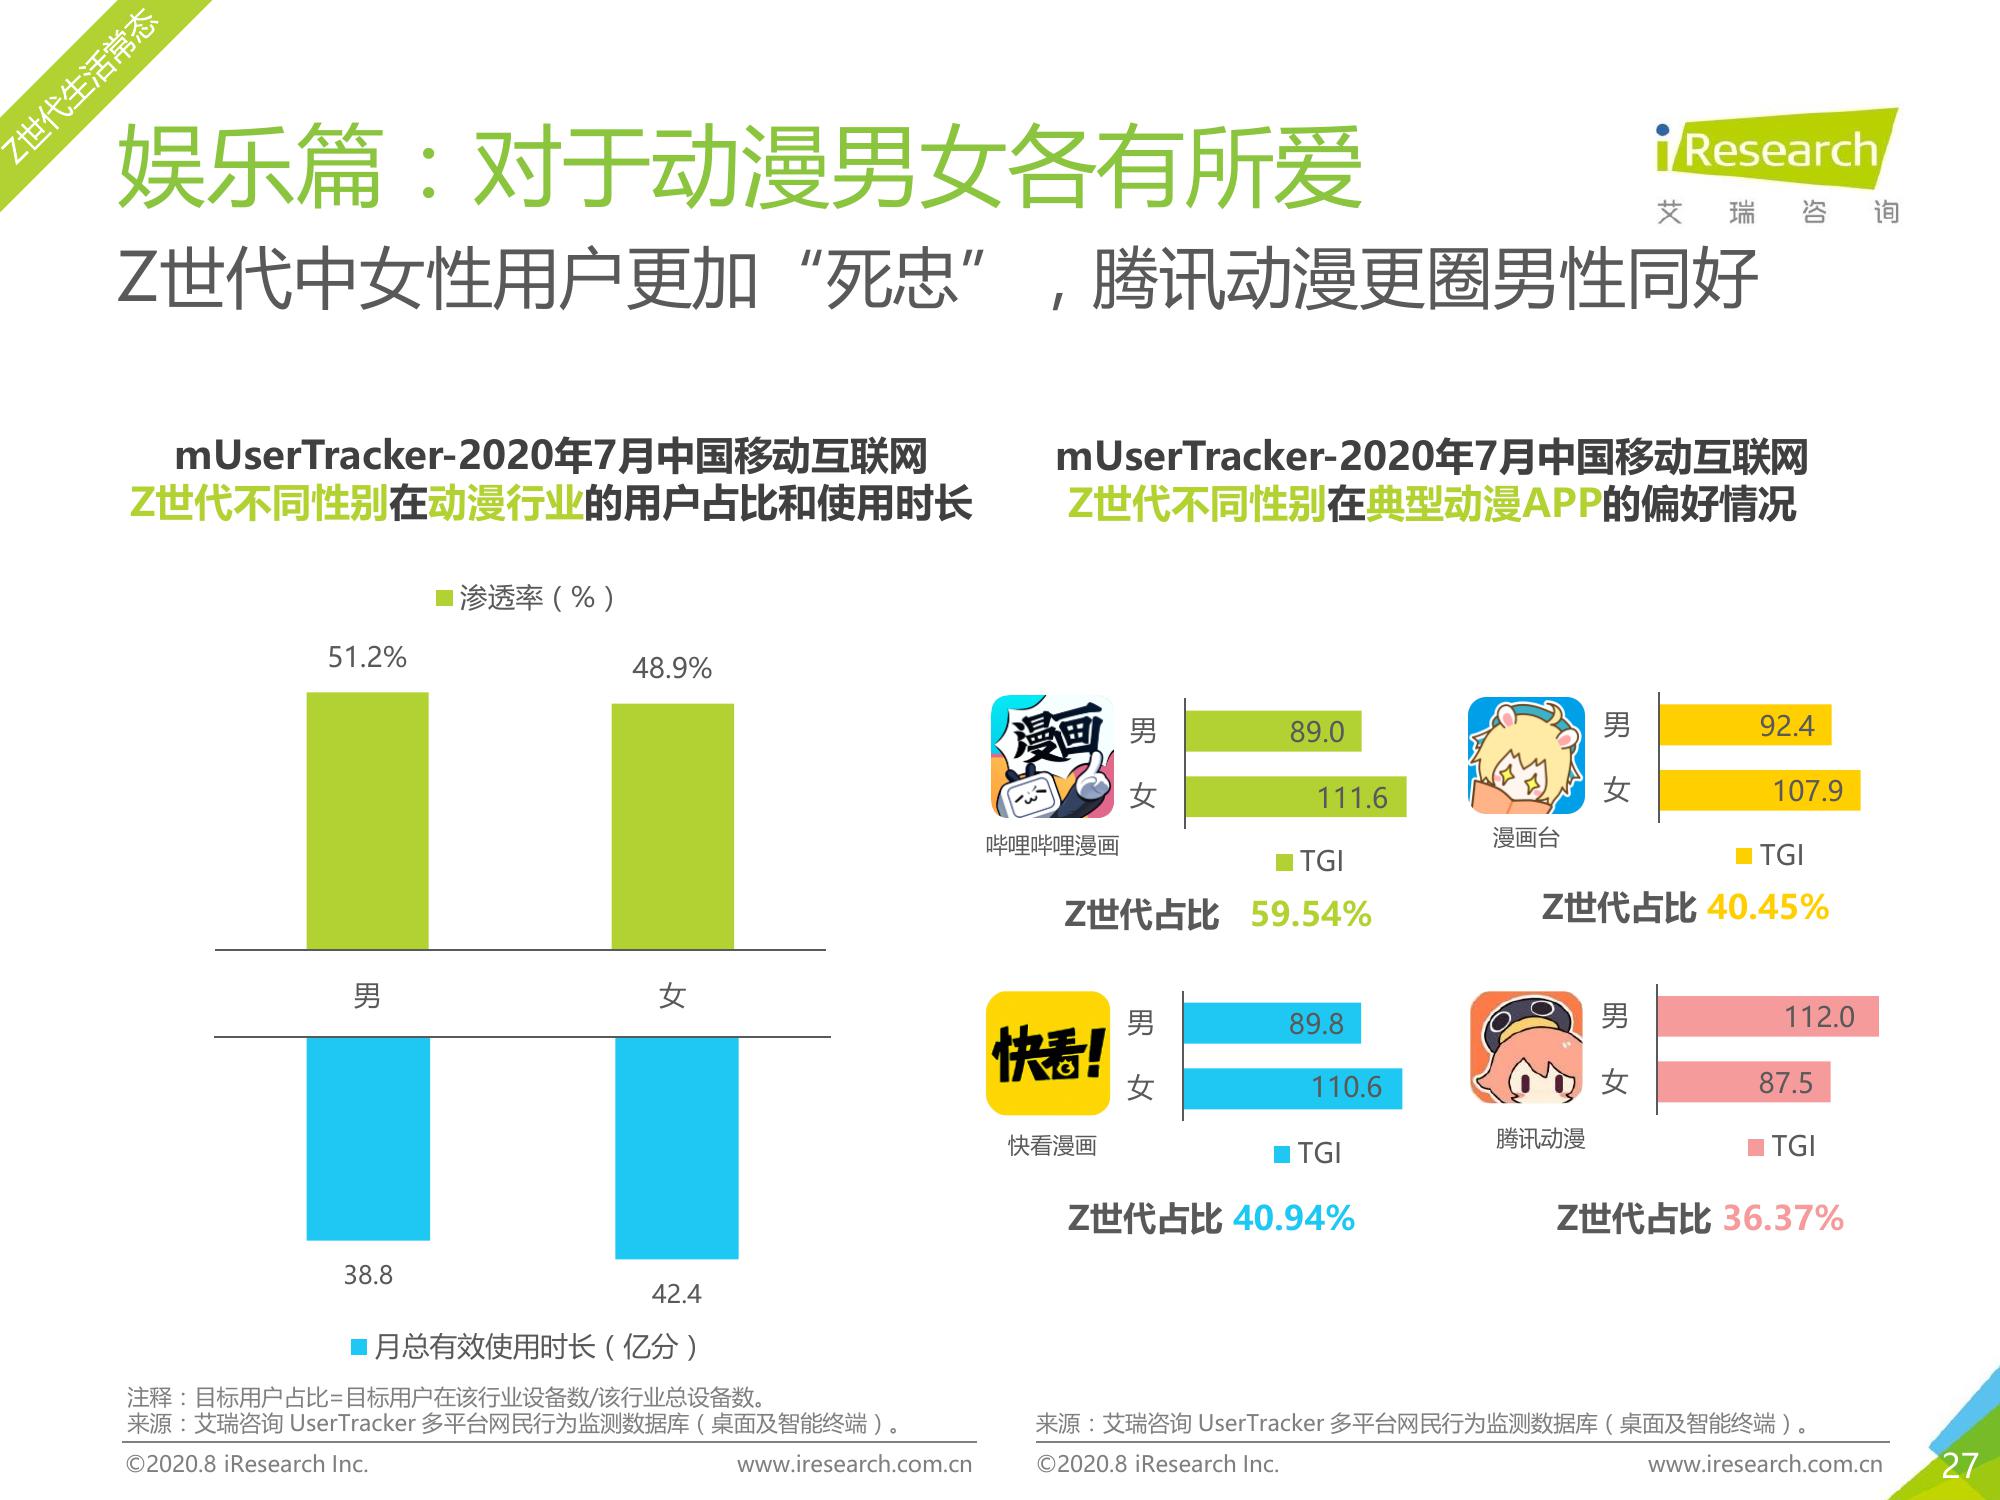 Z世代生活常态
娱乐篇：对于动漫男女各有所爱
iResearch
艾瑞咨询
Z世代中女性用户更加“死忠”，腾讯动漫更圈男性同好
mUserTracker-2020年7月中国移动互联网
Z世代不同性别在动漫行业的用户占比和使用时长
渗透率（%）
51.2%
48.9%
男
女
38.8
42.4
月总有效使用时长（亿分）
mUserTracker-2020年7月中国移动互联网
Z世代不同性别在典型动漫APP的偏好情况
漫画
哔哩哔哩漫画
男
89.0
女
111.6
TGI
Z世代占比 59.54%
漫画台
男
92.4
女
107.9
TGI
Z世代占比 40.45%
快看!
快看漫画
男
89.8
女
110.6
TGI
Z世代占比 40.94%
腾讯动漫
男
112.0
女
87.5
TGI
Z世代占比 36.37%
注释：目标用户占比=目标用户在该行业设备数/该行业总设备数。
来源：艾瑞咨询 UserTracker 多平台网民行为监测数据库（桌面及智能终端）。
©2020.8 iResearch Inc.
www.iresearch.com.cn
来源：艾瑞咨询 UserTracker 多平台网民行为监测数据库（桌面及智能终端）。
©2020.8 iResearch Inc.
www.iresearch.com.cn
27